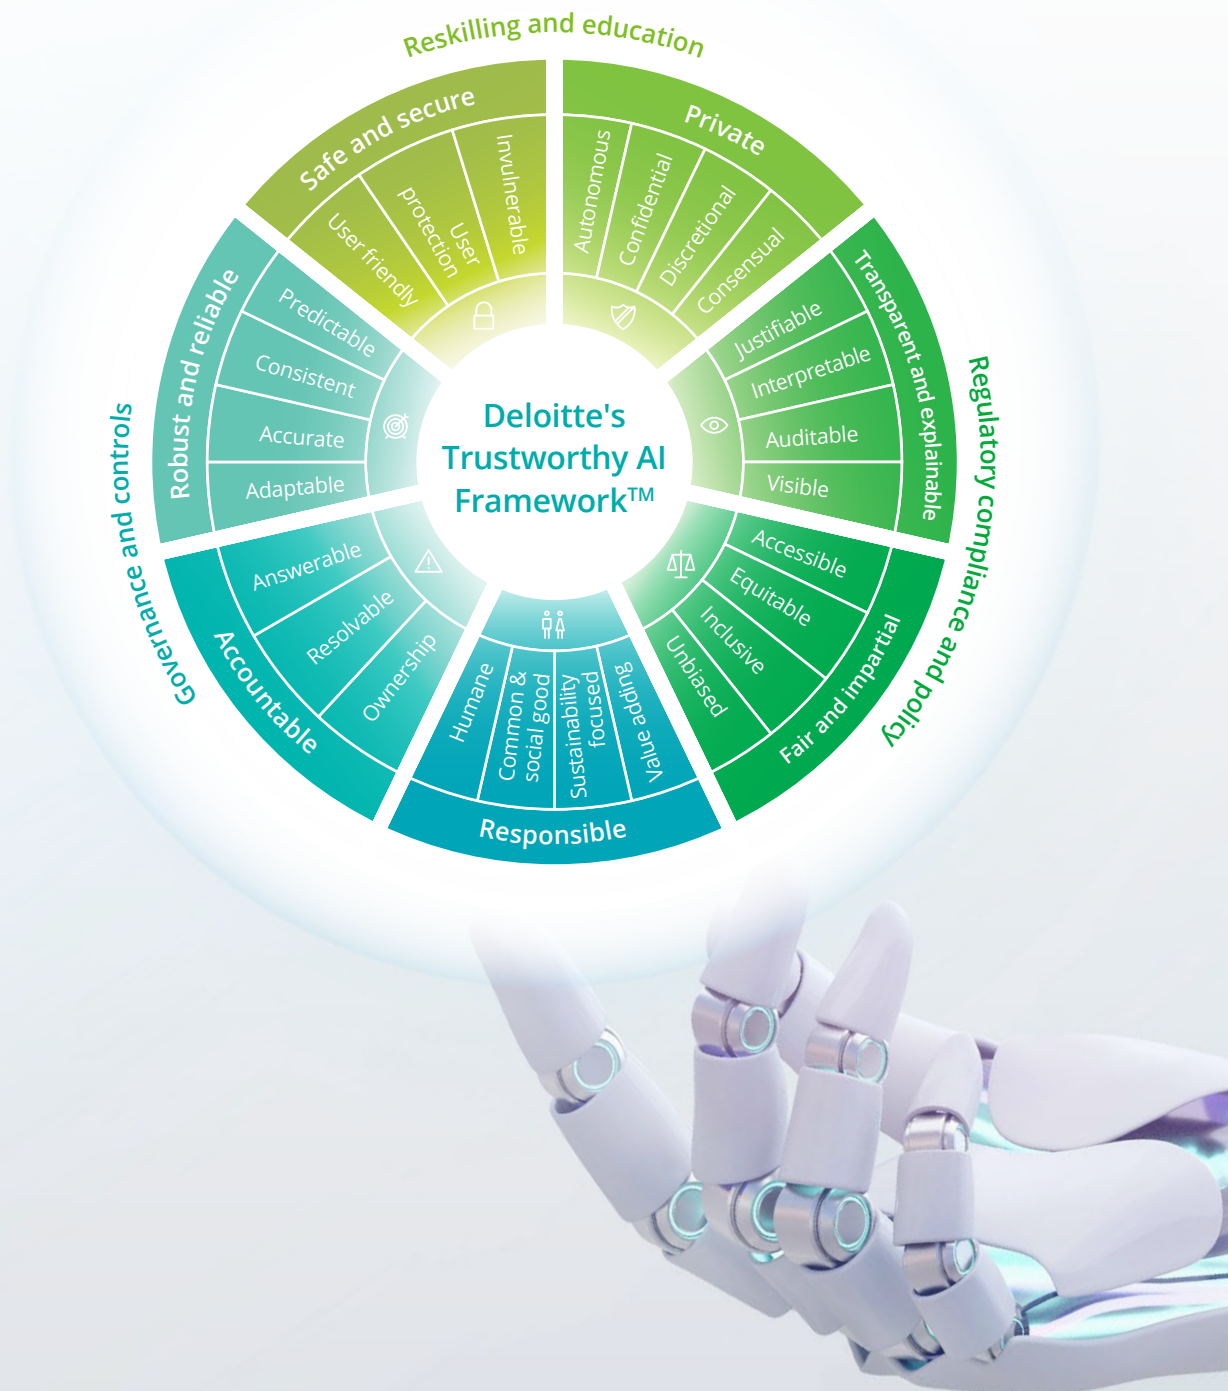 Reskilling and education
Safe and secure
User friendly
User
protection
Invulnerable
Private
Autonomous
Confidential
Discretional
Consensual
Transparent and explainable
Justifiable
Interpretable
Auditable
Visible
Regulatory compliance and policy
Fair and impartial
Accessible
Equitable
Inclusive
Unbiased
Responsible
Value adding
Sustainability
focused
Common &
social good
Humane
Accountable
Ownership
Resolvable
Answerable
Governance and controls
Robust and reliable
Adaptable
Accurate
Consistent
Predictable
Deloitte's
Trustworthy AI
Framework™